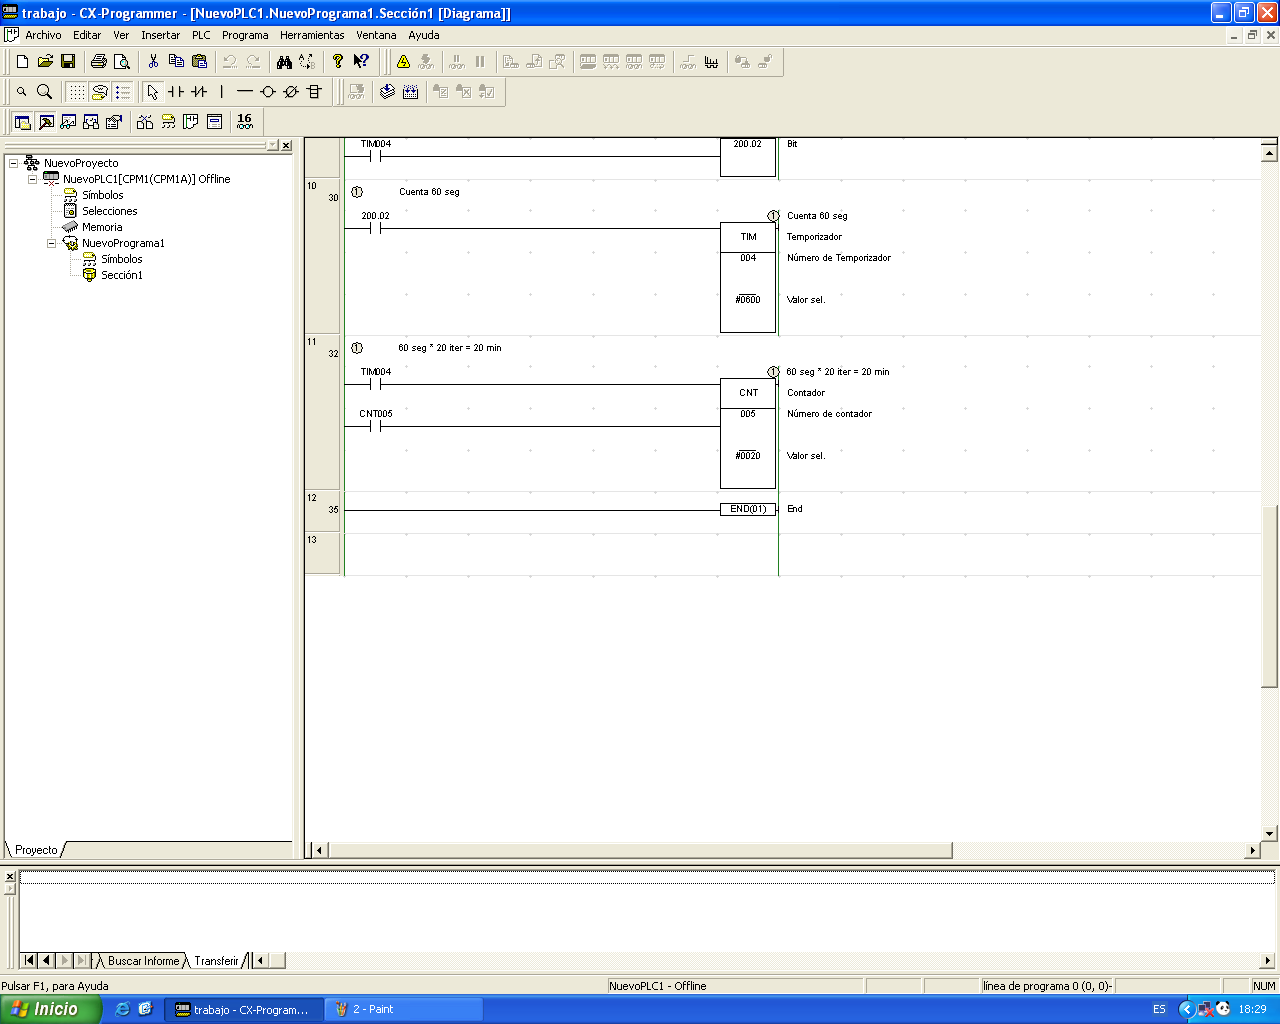 trabajo - CX-Programmer - [NuevoPLC1.NuevoPrograma1.Sección1 [Diagrama]]
Archivo Editar Ver Insertar PLC Programa Herramientas Ventana Ayuda
16
NuevoProyecto
NuevoPLC1[CPM1(CPM1A)] Offline
Símbolos
Selecciones
Memoria
NuevoPrograma1
Símbolos
Sección1
Proyecto
TIM004 200.02 Bit
10
30
1 Cuenta 60 seg
200.02
1 Cuenta 60 seg
TIM Temporizador
004 Número de Temporizador
#0600 Valor sel.
11
32
1 60 seg * 20 iter = 20 min
TIM004
1 60 seg * 20 iter = 20 min
CNT Contador
CNT005
005 Número de contador
#0020 Valor sel.
12
35
END(01) End
13
Buscar Informe Transferir
Pulsar F1, para Ayuda NuevoPLC1 - Offline línea de programa 0 (0, 0)- NUM
Inicio trabajo - CX-Program... 2 - Paint ES 18:29